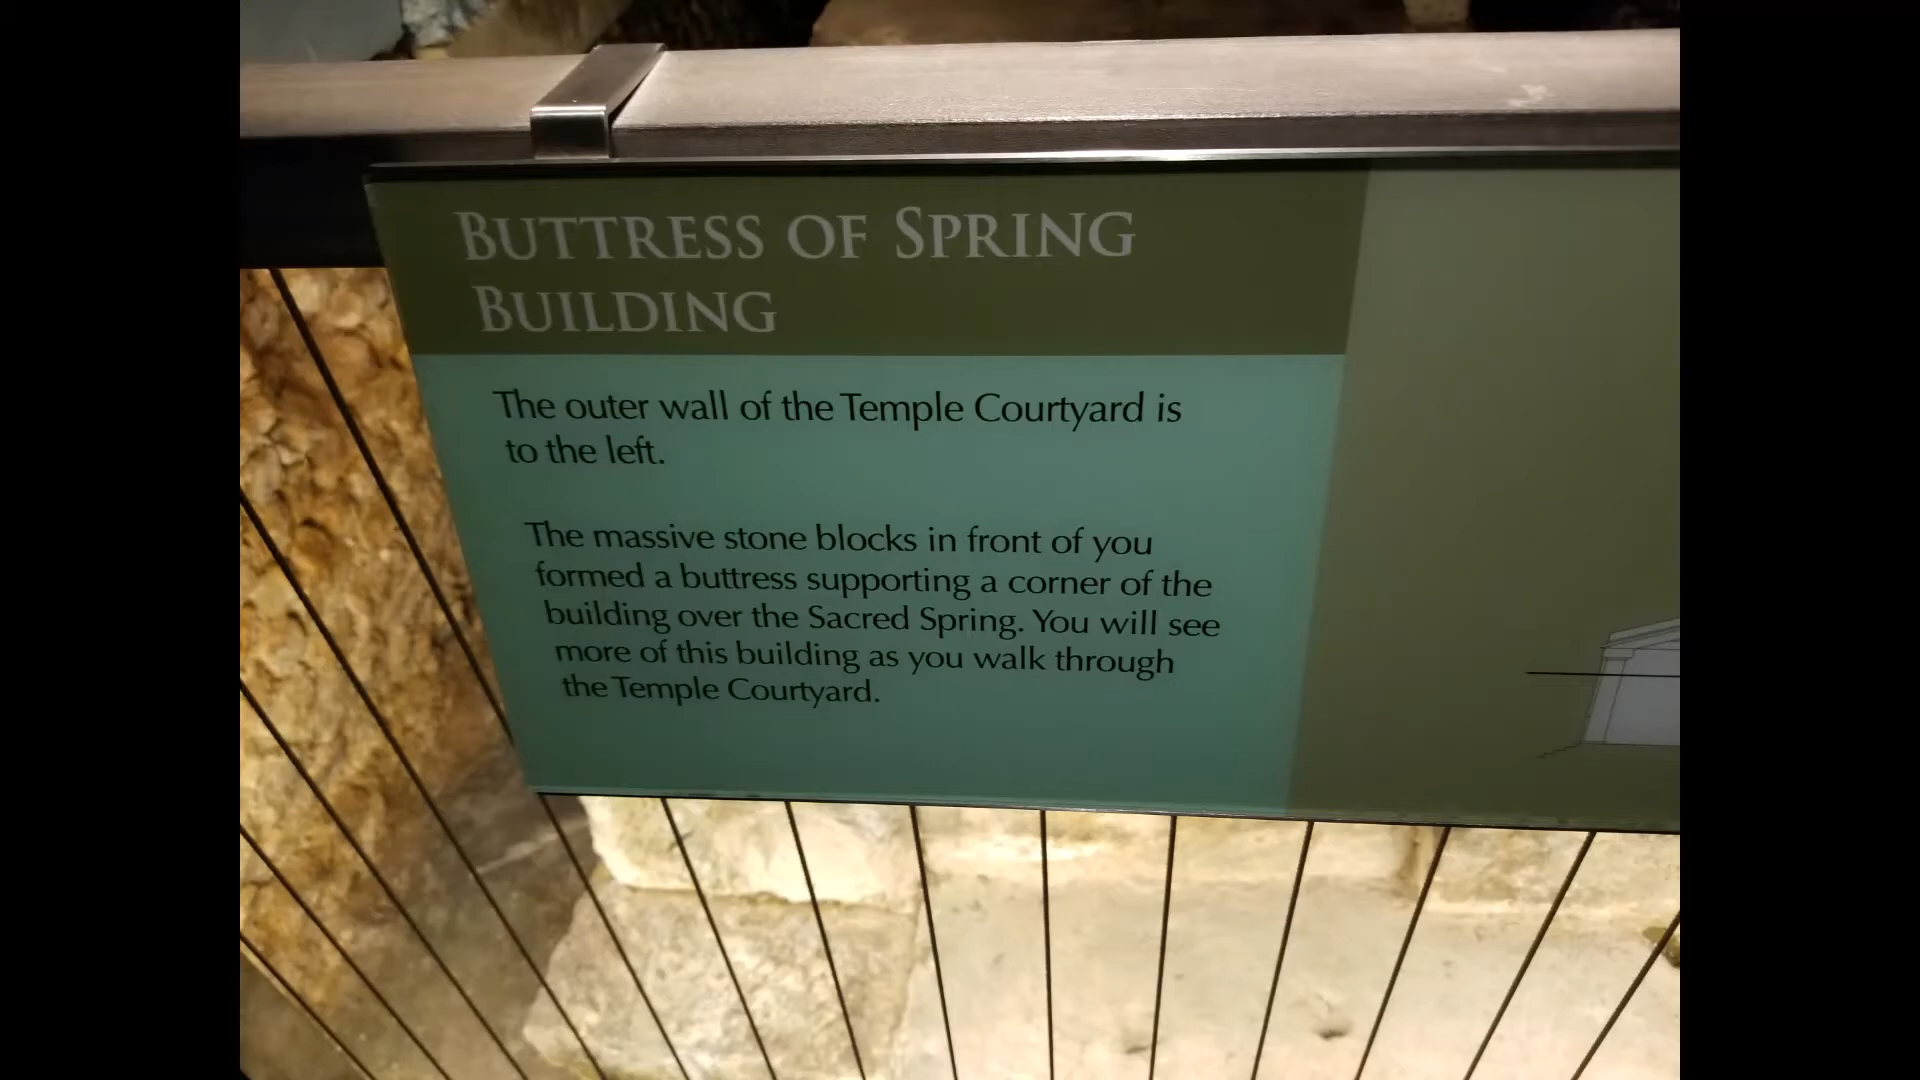 BUTTRESS OF SPRING
BUILDING
The outer wall of the Temple Courtyard is
to the left.
The massive stone blocks in front of you
formed a buttress supporting a corner of the
building over the Sacred Spring. You will see
more of this building as you walk through
the Temple Courtyard.